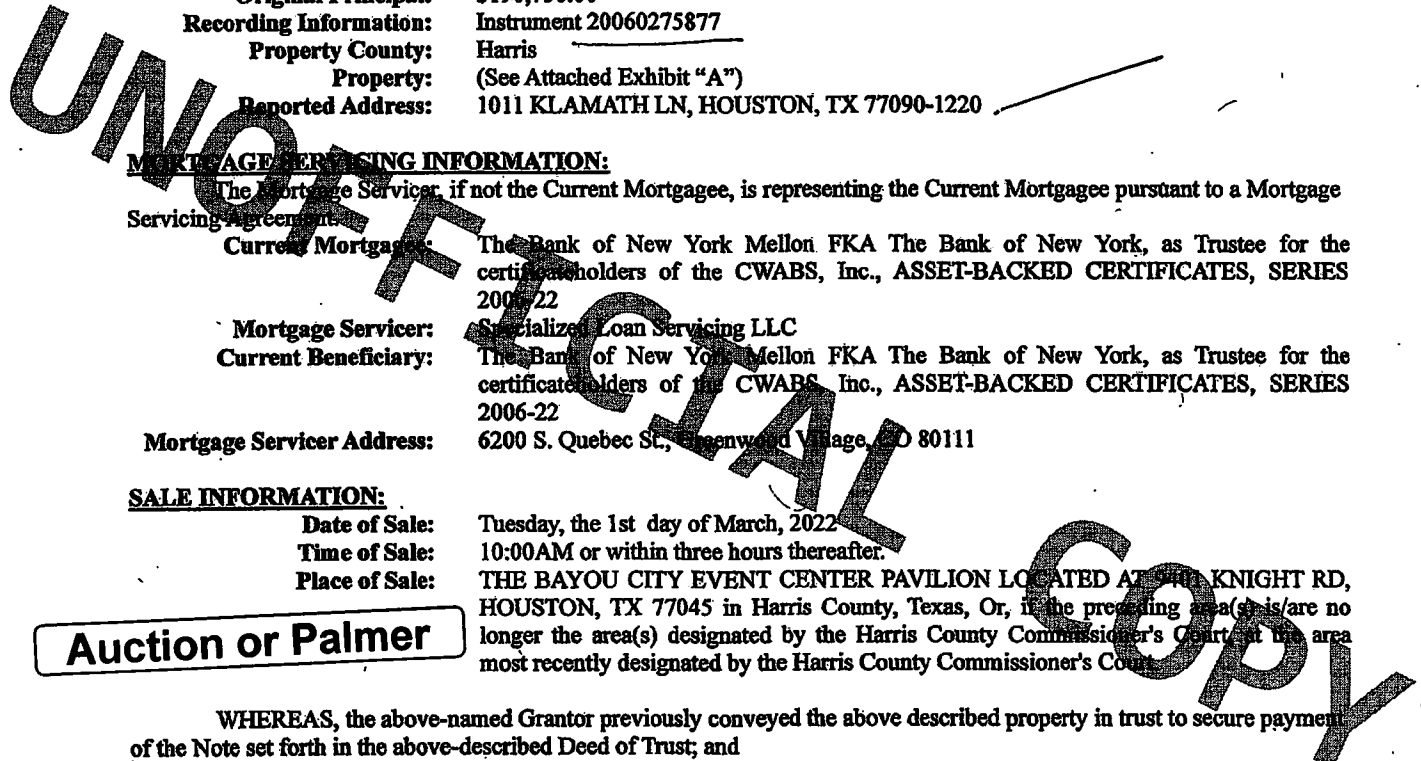 Recording Information: Instrument 20060275877
Property County: Harris
Property: (See Attached Exhibit "A")
Reported Address: 1011 KLAMATH LN, HOUSTON, TX 77090-1220
MORTGAGE SERVICING INFORMATION:
The Mortgage Servicer, if not the Current Mortgagee, is representing the Current Mortgagee pursuant to a Mortgage
Servicing Agreement.
Current Mortgagee: The Bank of New York Mellon FKA The Bank of New York, as Trustee for the
certificateholders of the CWABS, Inc., ASSET-BACKED CERTIFICATES, SERIES
2006-22
Mortgage Servicer: Specialized Loan Servicing LLC
Current Beneficiary: The Bank of New York Mellon FKA The Bank of New York, as Trustee for the
certificateholders of the CWABS, Inc., ASSET-BACKED CERTIFICATES, SERIES
2006-22
Mortgage Servicer Address: 6200 S. Quebec St., Greenwood Village, CO 80111
SALE INFORMATION:
Date of Sale: Tuesday, the 1st day of March, 2022
Time of Sale: 10:00AM or within three hours thereafter.
Place of Sale: THE BAYOU CITY EVENT CENTER PAVILION LOCATED AT KNIGHT RD,
HOUSTON, TX 77045 in Harris County, Texas, Or, if the preceding area(s) is/are no
longer the area(s) designated by the Harris County Commissioner's Court, at the area
most recently designated by the Harris County Commissioner's Court
Auction or Palmer
WHEREAS, the above-named Grantor previously conveyed the above described property in trust to secure payment
of the Note set forth in the above-described Deed of Trust; and
UNOFFICIAL COPY